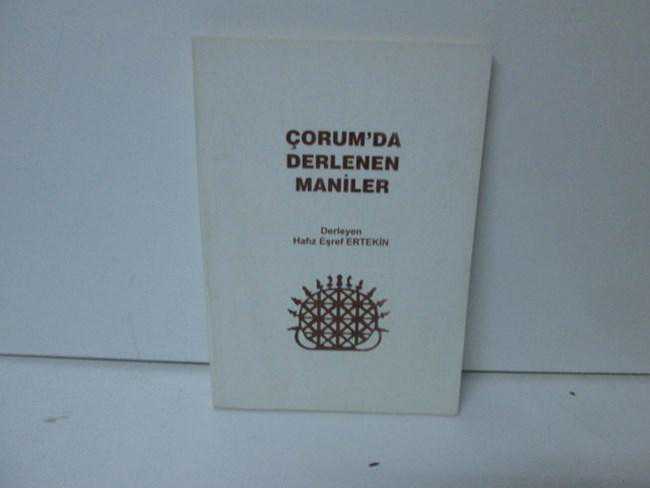 ÇORUM'DA
DERLENEN
MANİLER
Derleyen
Hafız Eşref ERTEKİN